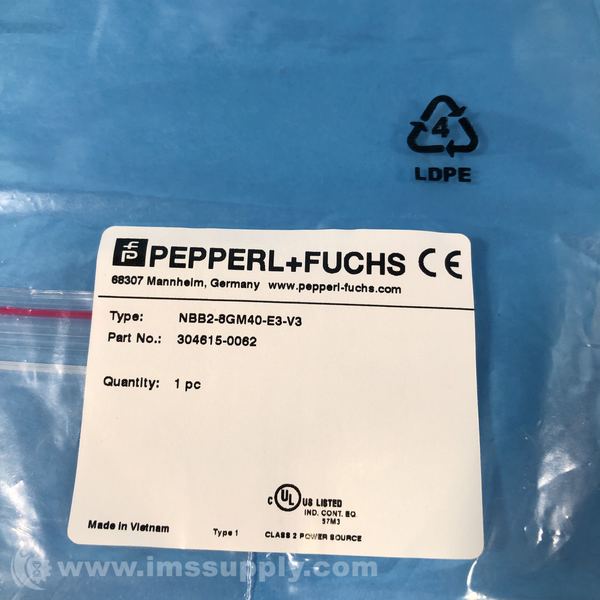 4
LDPE
PEPPERL+FUCHS CE
68307 Mannheim, Germany www.pepperl-fuchs.com
Type: NBB2-8GM40-E3-V3
Part No.: 304615-0062
Quantity: 1 pc
C UL US LISTED
IND. CONT. EQ
57M3
Made in Vietnam Type 1 CLASS 2 POWER SOURCE
www.imssupply.com/